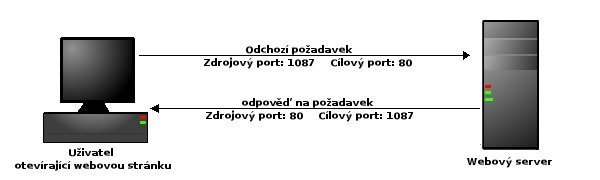 Odchozí požadavek
Zdrojový port: 1087 Cílový port: 80
odpověď na požadavek
Zdrojový port: 80 Cílový port: 1087
Uživatel
otevírající webovou stránku
Webový server